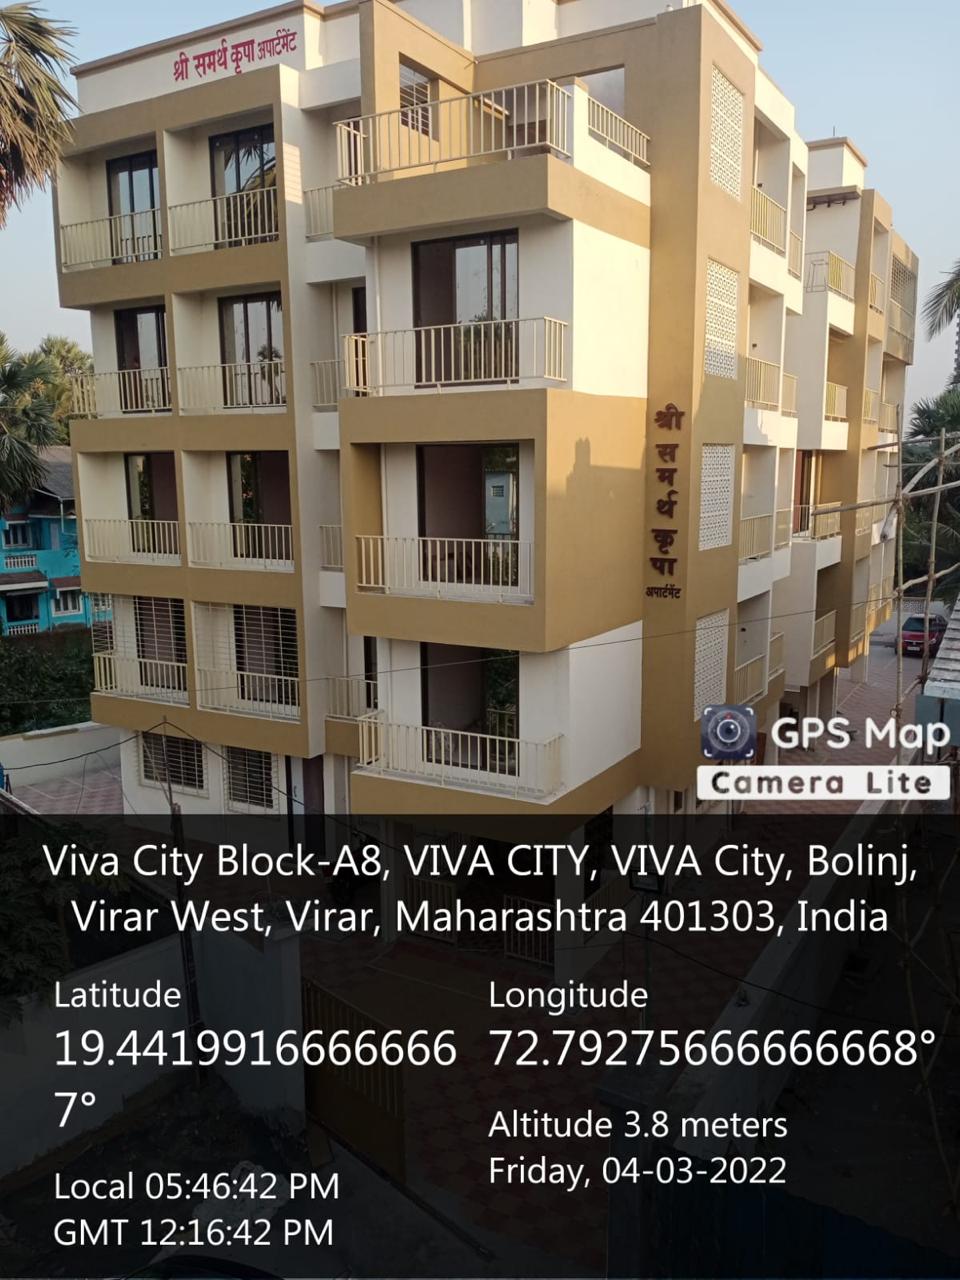 श्री समर्थ कृपा अपार्टमेंट
श्री
स
म
र्थ
कृ
पा
अपार्टमेंट
GPS Map
Camera Lite
Viva City Block-A8, VIVA CITY, VIVA City, Bolinj,
Virar West, Virar, Maharashtra 401303, India
Latitude
19.4419916666666
7°
Longitude
72.79275666666668°
Altitude 3.8 meters
Friday, 04-03-2022
Local 05:46:42 PM
GMT 12:16:42 PM